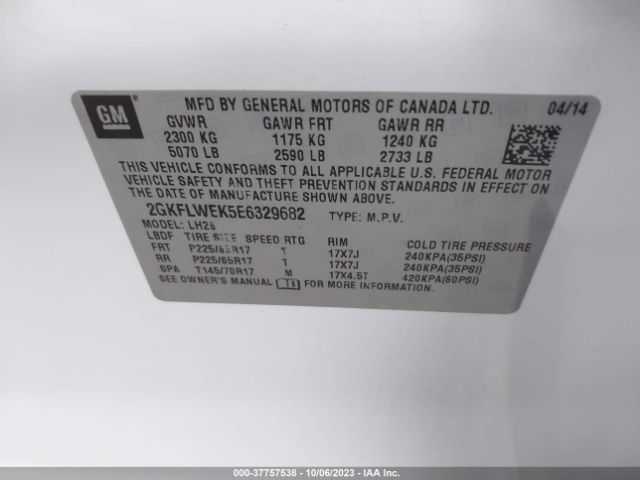 GM
MFD BY GENERAL MOTORS OF CANADA LTD. 04/14
GVWR GAWR FRT GAWR RR
2300 KG 1175 KG 1240 KG
5070 LB 2590 LB 2733 LB
THIS VEHICLE CONFORMS TO ALL APPLICABLE U.S. FEDERAL MOTOR
VEHICLE SAFETY AND THEFT PREVENTION STANDARDS IN EFFECT ON
THE DATE OF MANUFACTURE SHOWN ABOVE.
2GKFLWEK5E6329682 TYPE: M.P.V.
MODEL: LH26
LBDF TIRE SIZE SPEED RTG RIM COLD TIRE PRESSURE
FRT P225/65R17 T 17X7J 240KPA(35PSI)
RR P225/65R17 T 17X7J 240KPA(35PSI)
SPA T145/70R17 M 17X4.5T 420KPA(60PSI)
SEE OWNER'S MANUAL FOR MORE INFORMATION.
000-37757538 - 10/06/2023 - www.iaai.com